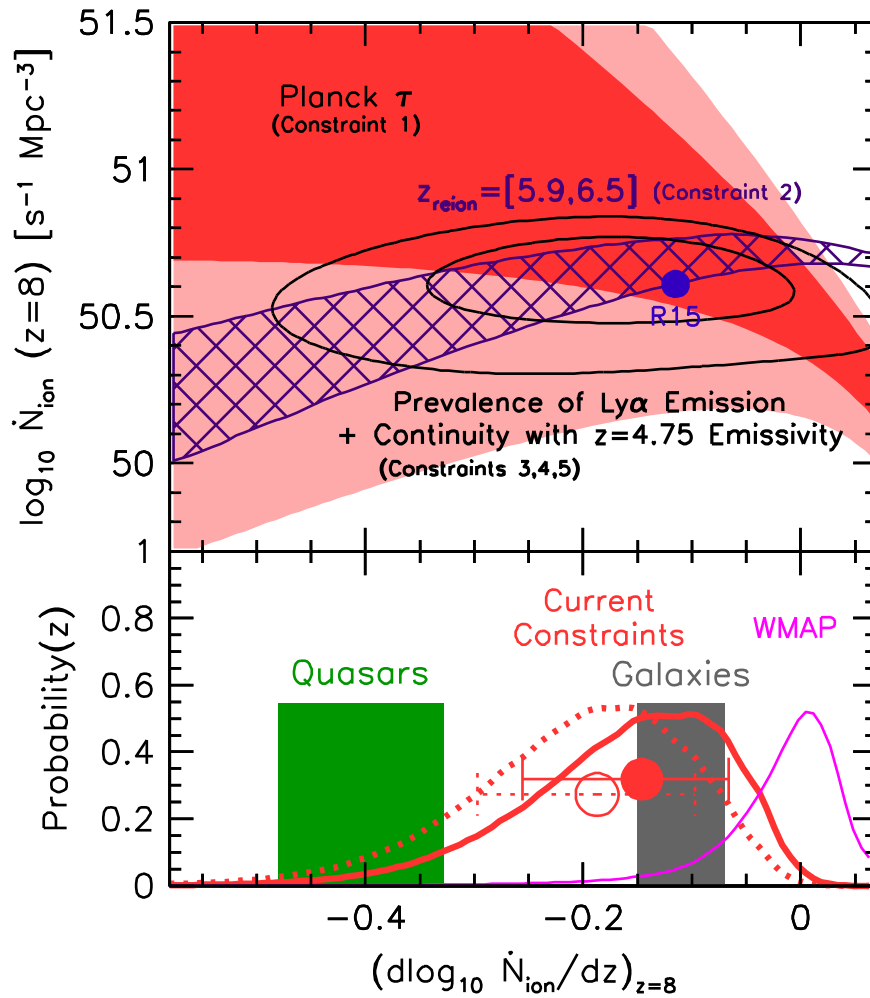 51.5
51
50.5
50
log₁₀ Ṅᵢₒₙ (z=8) [s⁻¹ Mpc⁻³]
Planck τ
(Constraint 1)
z_reion=[5.9,6.5] (Constraint 2)
R15
Prevalence of Lyα Emission
+ Continuity with z=4.75 Emissivity
(Constraints 3,4,5)
1
0.8
0.6
0.4
0.2
0
Probability(z)
Current
Constraints
WMAP
Quasars
Galaxies
−0.4
−0.2
0
(dlog₁₀ Ṅᵢₒₙ/dz)_z=8